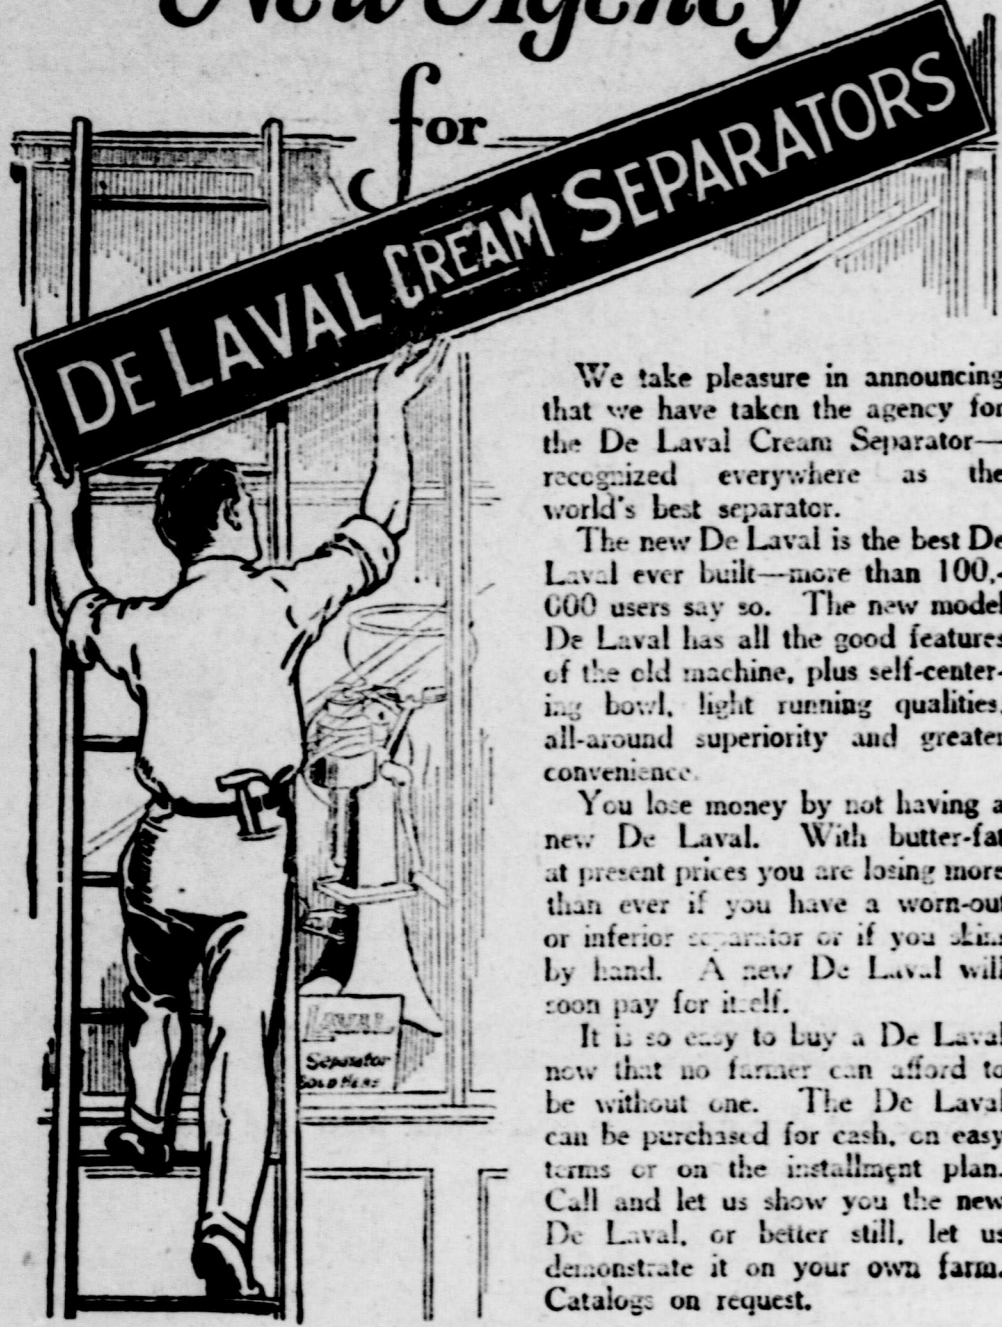 New Agency
for
DE LAVAL CREAM SEPARATORS
We take pleasure in announcing
that we have taken the agency for
the De Laval Cream Separator—
recognized everywhere as the
world's best separator.
The new De Laval is the best De
Laval ever built—more than 100,-
000 users say so. The new model
De Laval has all the good features
of the old machine, plus self-center-
ing bowl, light running qualities,
all-around superiority and greater
convenience.
You lose money by not having a
new De Laval. With butter-fat
at present prices you are losing more
than ever if you have a worn-out
or inferior separator or if you skim
by hand. A new De Laval will
soon pay for itself.
It is so easy to buy a De Laval
now that no farmer can afford to
be without one. The De Laval
can be purchased for cash, on easy
terms or on the installment plan.
Call and let us show you the new
De Laval, or better still, let us
demonstrate it on your own farm.
Catalogs on request.
LAVAL
Separator
SOLD HERE